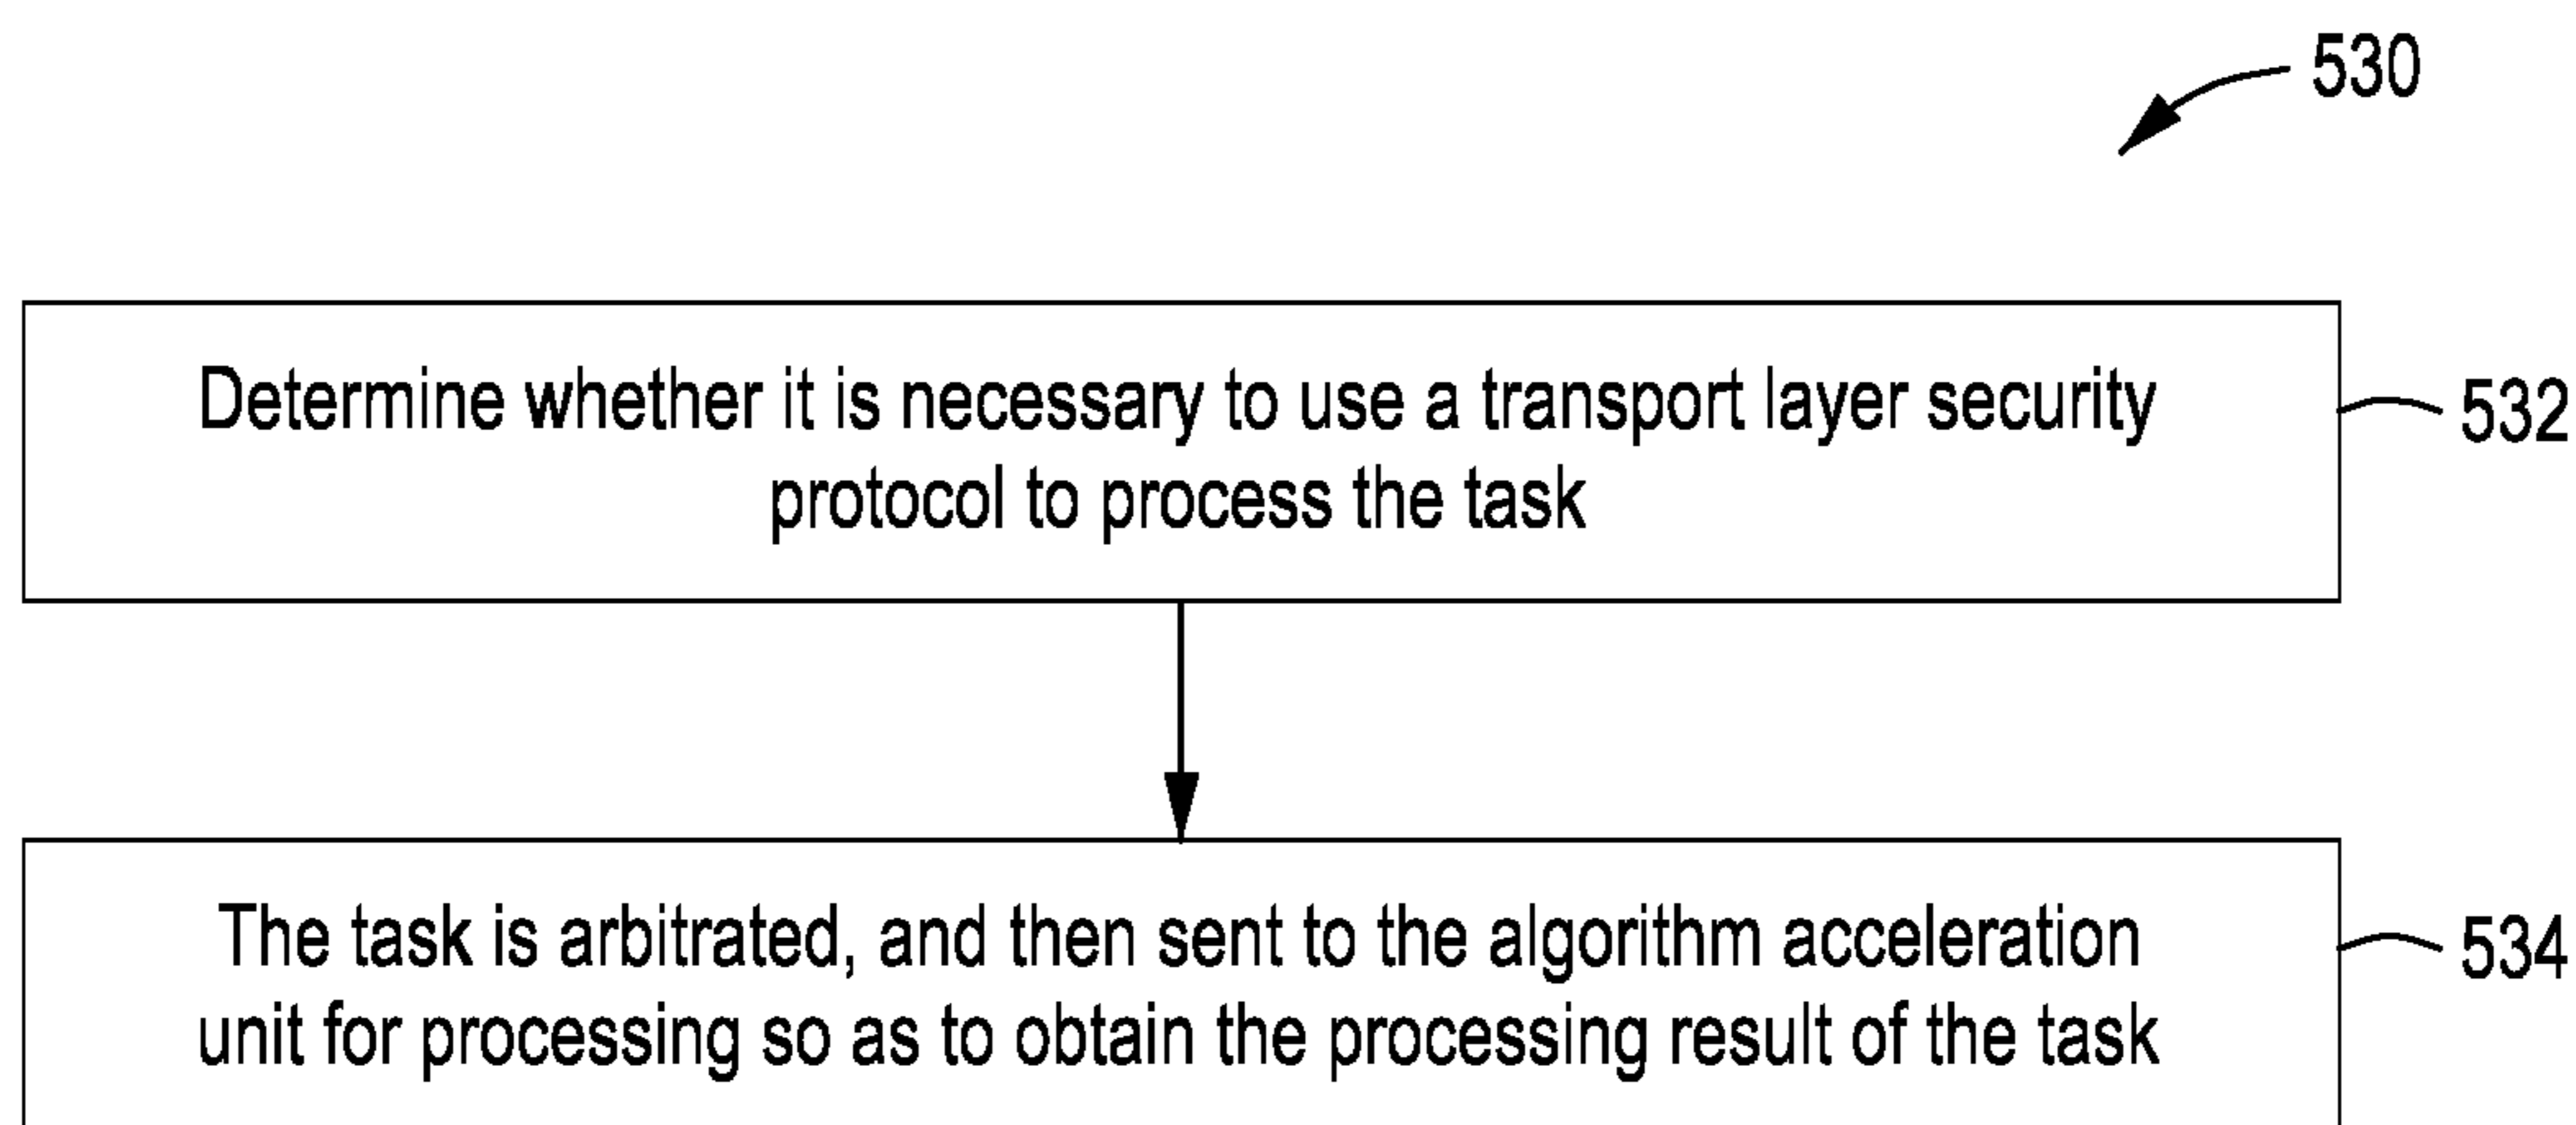 530
Determine whether it is necessary to use a transport layer security
protocol to process the task
532
The task is arbitrated, and then sent to the algorithm acceleration
unit for processing so as to obtain the processing result of the task
534